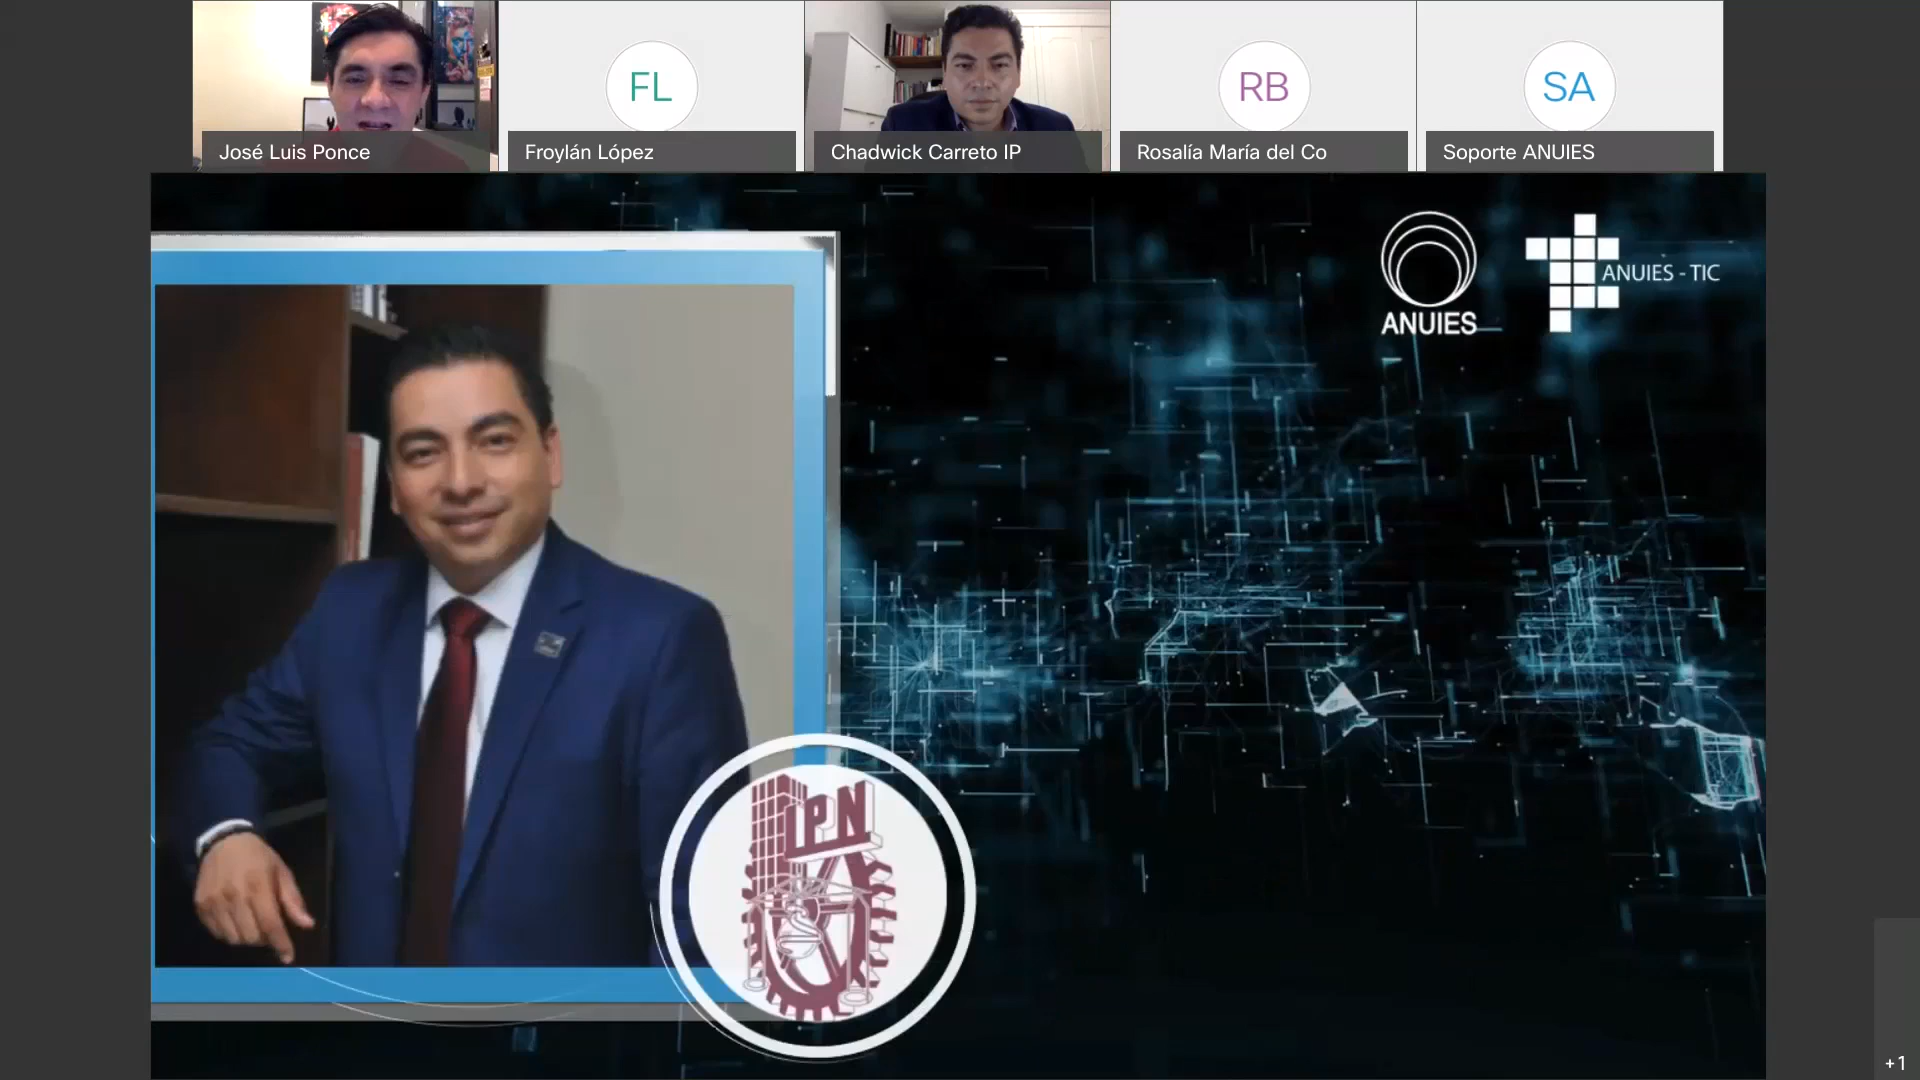 FL
RB
SA
José Luis Ponce
Froylán López
Chadwick Carreto IP
Rosalía María del Co
Soporte ANUIES
ANUIES
ANUIES - TIC
IPN
+1